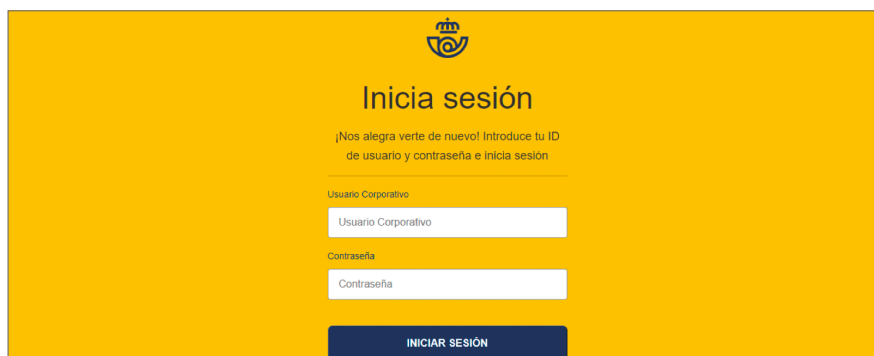 Inicia sesión
¡Nos alegra verte de nuevo! Introduce tu ID
de usuario y contraseña e inicia sesión
Usuario Corporativo
Usuario Corporativo
Contraseña
Contraseña
INICIAR SESIÓN